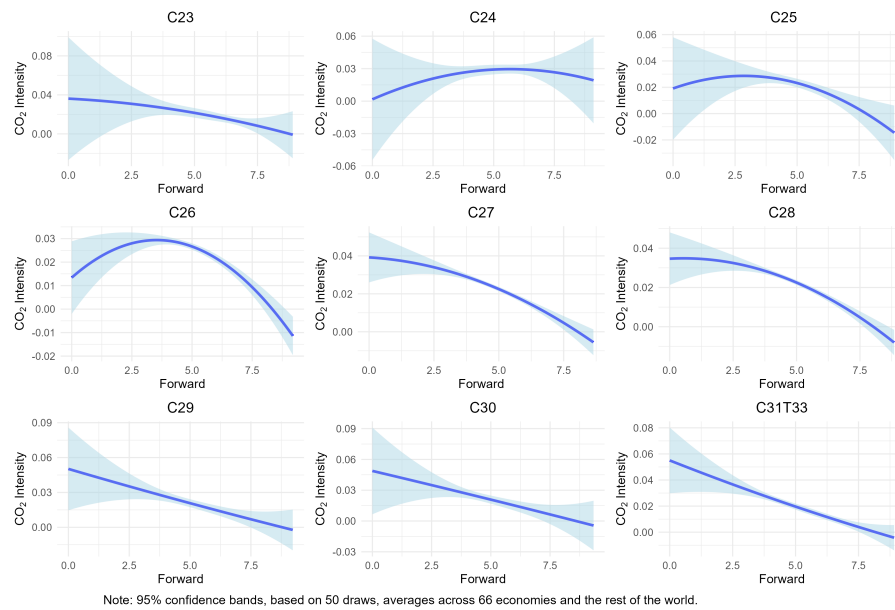 C23
CO2 Intensity
0.08
0.04
0.00
0.0 2.5 5.0 7.5
Forward
C24
CO2 Intensity
0.06
0.03
0.00
-0.03
-0.06
0.0 2.5 5.0 7.5
Forward
C25
CO2 Intensity
0.06
0.04
0.02
0.00
-0.02
0.0 2.5 5.0 7.5
Forward
C26
CO2 Intensity
0.03
0.02
0.01
0.00
-0.01
-0.02
0.0 2.5 5.0 7.5
Forward
C27
CO2 Intensity
0.04
0.02
0.00
0.0 2.5 5.0 7.5
Forward
C28
CO2 Intensity
0.04
0.02
0.00
0.0 2.5 5.0 7.5
Forward
C29
CO2 Intensity
0.09
0.06
0.03
0.00
0.0 2.5 5.0 7.5
Forward
C30
CO2 Intensity
0.09
0.06
0.03
0.00
-0.03
0.0 2.5 5.0 7.5
Forward
C31T33
CO2 Intensity
0.08
0.06
0.04
0.02
0.00
0.0 2.5 5.0 7.5
Forward
Note: 95% confidence bands, based on 50 draws, averages across 66 economies and the rest of the world.